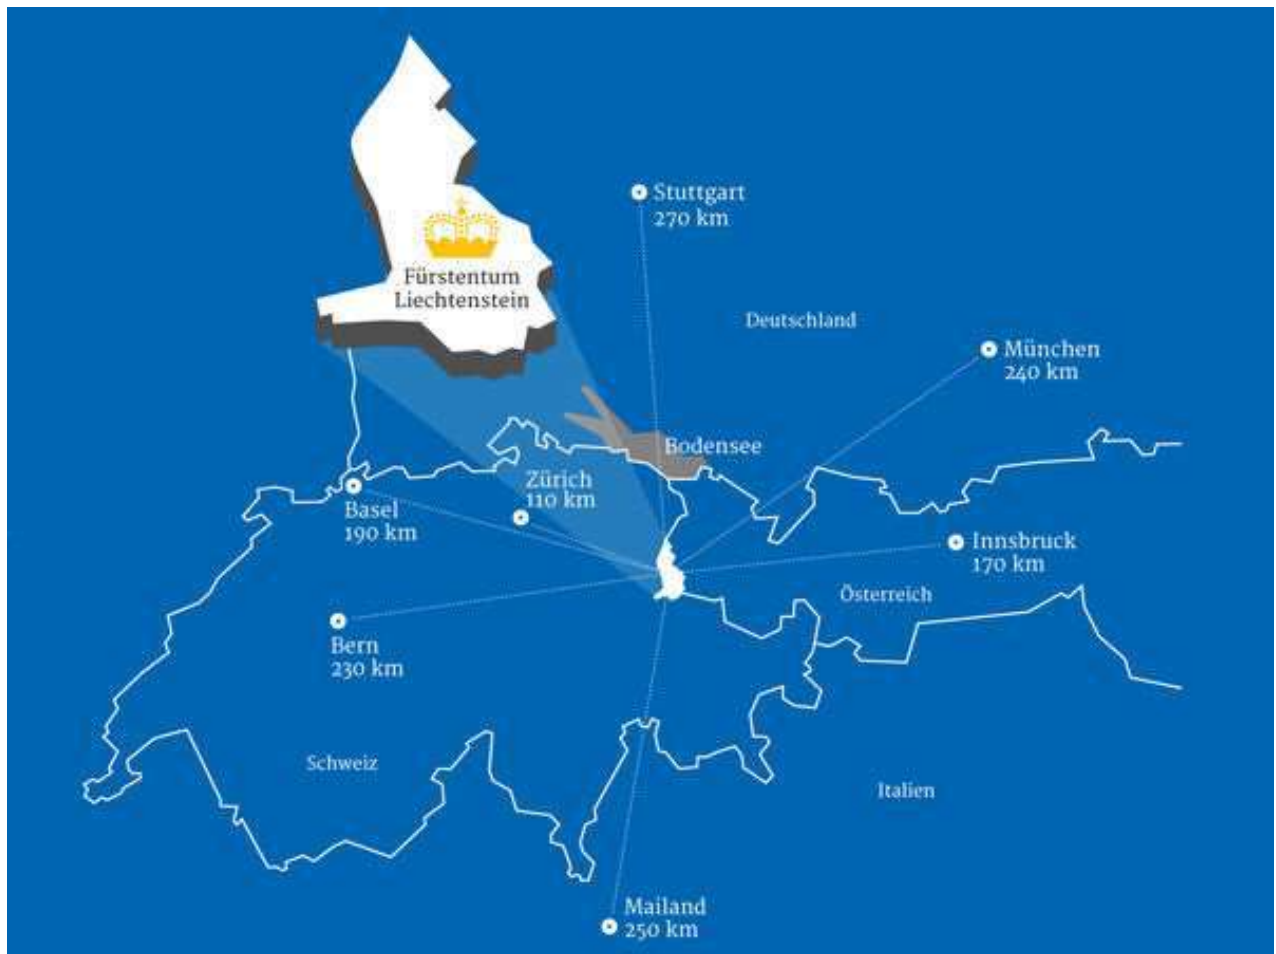 Stuttgart
270 km
Fürstentum
Liechtenstein
Deutschland
München
240 km
Bodensee
Zürich
110 km
Basel
190 km
Innsbruck
170 km
Österreich
Bern
230 km
Schweiz
Italien
Mailand
250 km